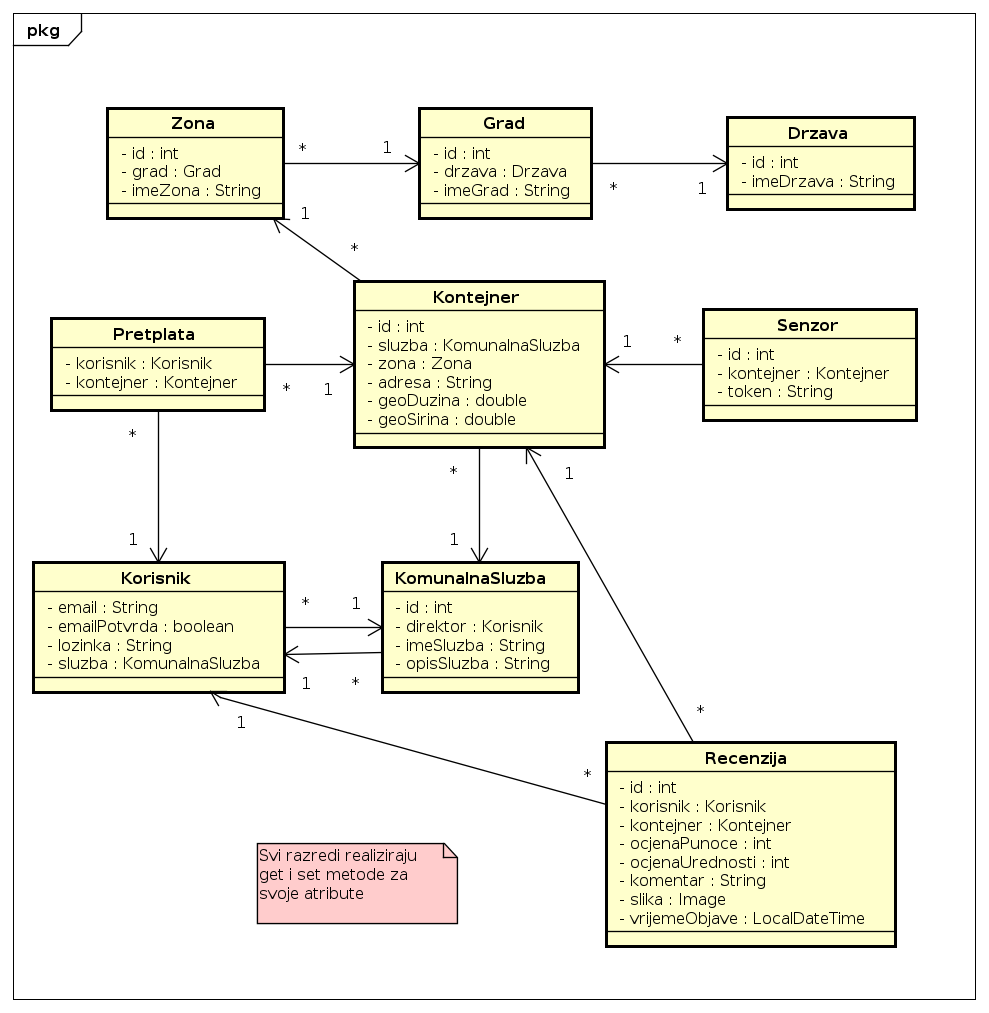 pkg
Zona
- id : int
- grad : Grad
- imeZona : String
*
1
Grad
- id : int
- drzava : Drzava
- imeGrad : String
*
1
Drzava
- id : int
- imeDrzava : String
1
*
Kontejner
- id : int
- sluzba : KomunalnaSluzba
- zona : Zona
- adresa : String
- geoDuzina : double
- geoSirina : double
Pretplata
- korisnik : Korisnik
- kontejner : Kontejner
*
1
1
*
Senzor
- id : int
- kontejner : Kontejner
- token : String
*
1
*
1
1
*
Korisnik
- email : String
- emailPotvrda : boolean
- lozinka : String
- sluzba : KomunalnaSluzba
*
1
1
*
KomunalnaSluzba
- id : int
- direktor : Korisnik
- imeSluzba : String
- opisSluzba : String
1
*
Recenzija
- id : int
- korisnik : Korisnik
- kontejner : Kontejner
- ocjenaPunoce : int
- ocjenaUrednosti : int
- komentar : String
- slika : Image
- vrijemeObjave : LocalDateTime
Svi razredi realiziraju
get i set metode za
svoje atribute